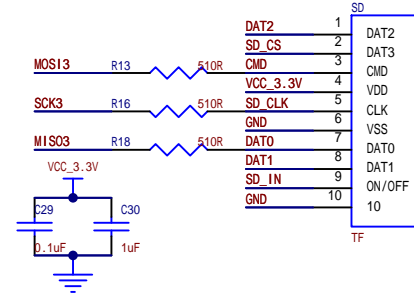 SD
DAT2 1 DAT2
SD_CS 2 DAT3
MOSI3 R13 510R CMD 3 CMD
VCC_3.3V 4 VDD
SCK3 R16 510R SD_CLK 5 CLK
GND 6 VSS
MISO3 R18 510R DAT0 7 DAT0
DAT1 8 DAT1
VCC_3.3V SD_IN 9 ON/OFF
GND 10 10
C29 C30
TF
0.1uF 1uF